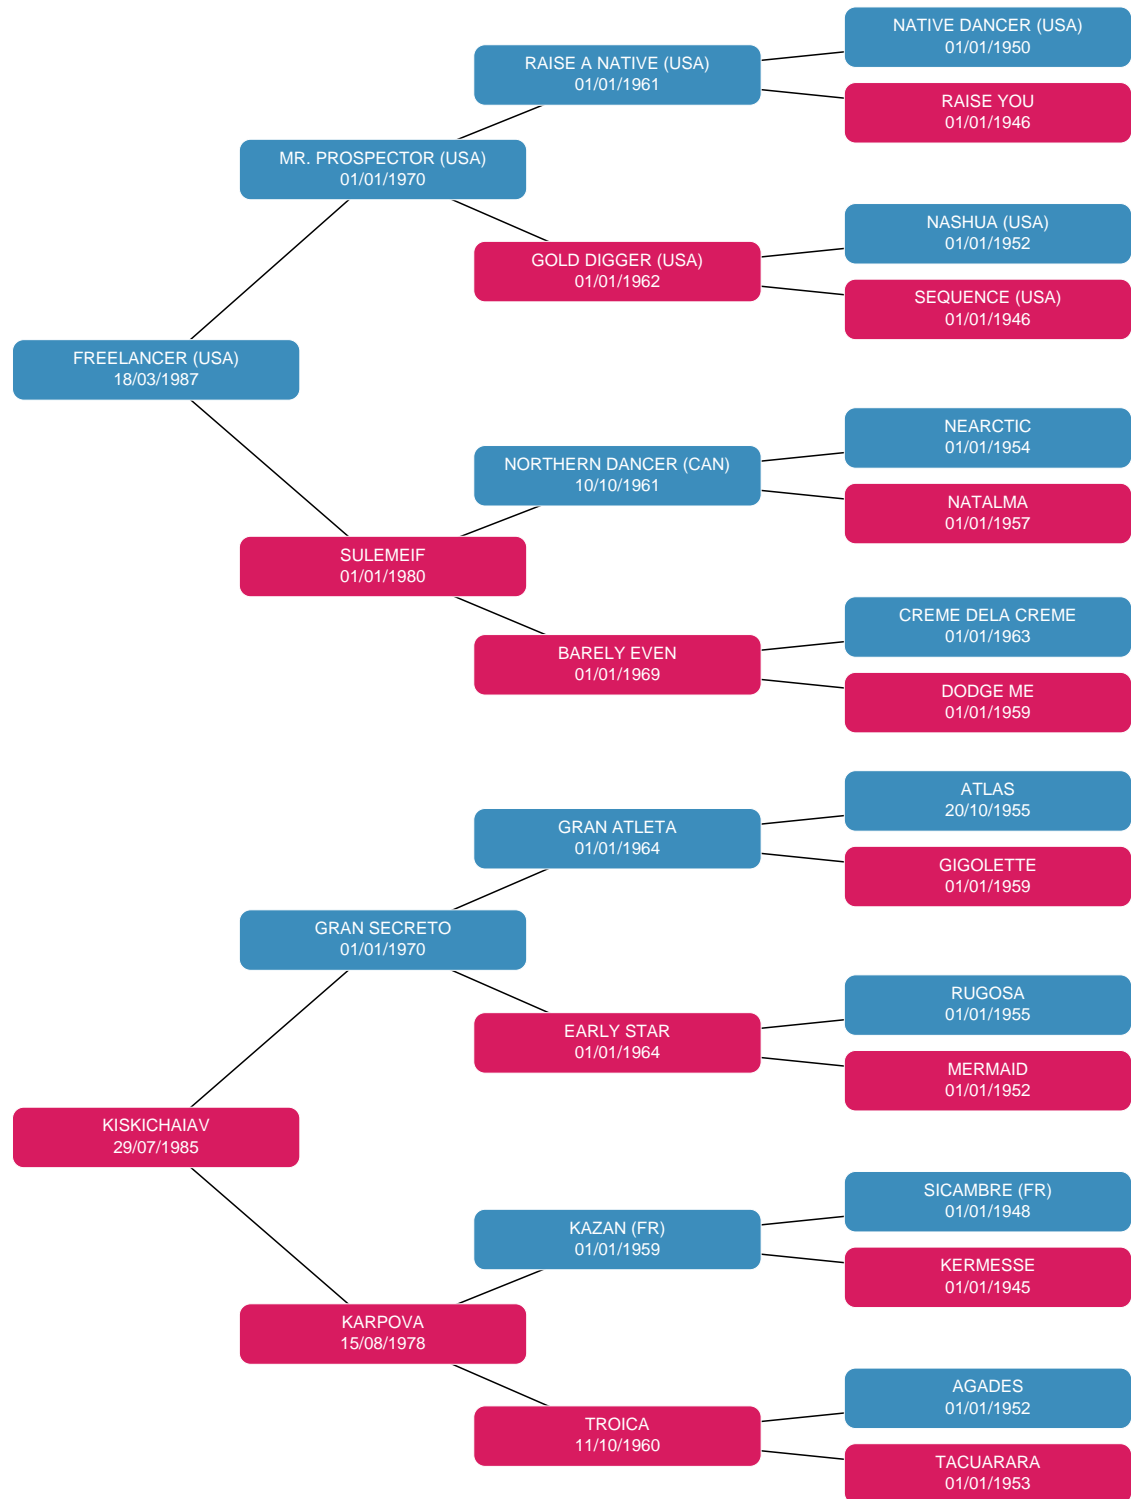 NATIVE DANCER (USA)
01/01/1950
RAISE A NATIVE (USA)
01/01/1961
RAISE YOU
01/01/1946
MR. PROSPECTOR (USA)
01/01/1970
NASHUA (USA)
01/01/1952
GOLD DIGGER (USA)
01/01/1962
SEQUENCE (USA)
01/01/1946
FREELANCER (USA)
18/03/1987
NEARCTIC
01/01/1954
NORTHERN DANCER (CAN)
10/10/1961
NATALMA
01/01/1957
SULEMEIF
01/01/1980
CREME DELA CREME
01/01/1963
BARELY EVEN
01/01/1969
DODGE ME
01/01/1959
ATLAS
20/10/1955
GRAN ATLETA
01/01/1964
GIGOLETTE
01/01/1959
GRAN SECRETO
01/01/1970
RUGOSA
01/01/1955
EARLY STAR
01/01/1964
MERMAID
01/01/1952
KISKICHAIAV
29/07/1985
SICAMBRE (FR)
01/01/1948
KAZAN (FR)
01/01/1959
KERMESSE
01/01/1945
KARPOVA
15/08/1978
AGADES
01/01/1952
TROICA
11/10/1960
TACUARARA
01/01/1953